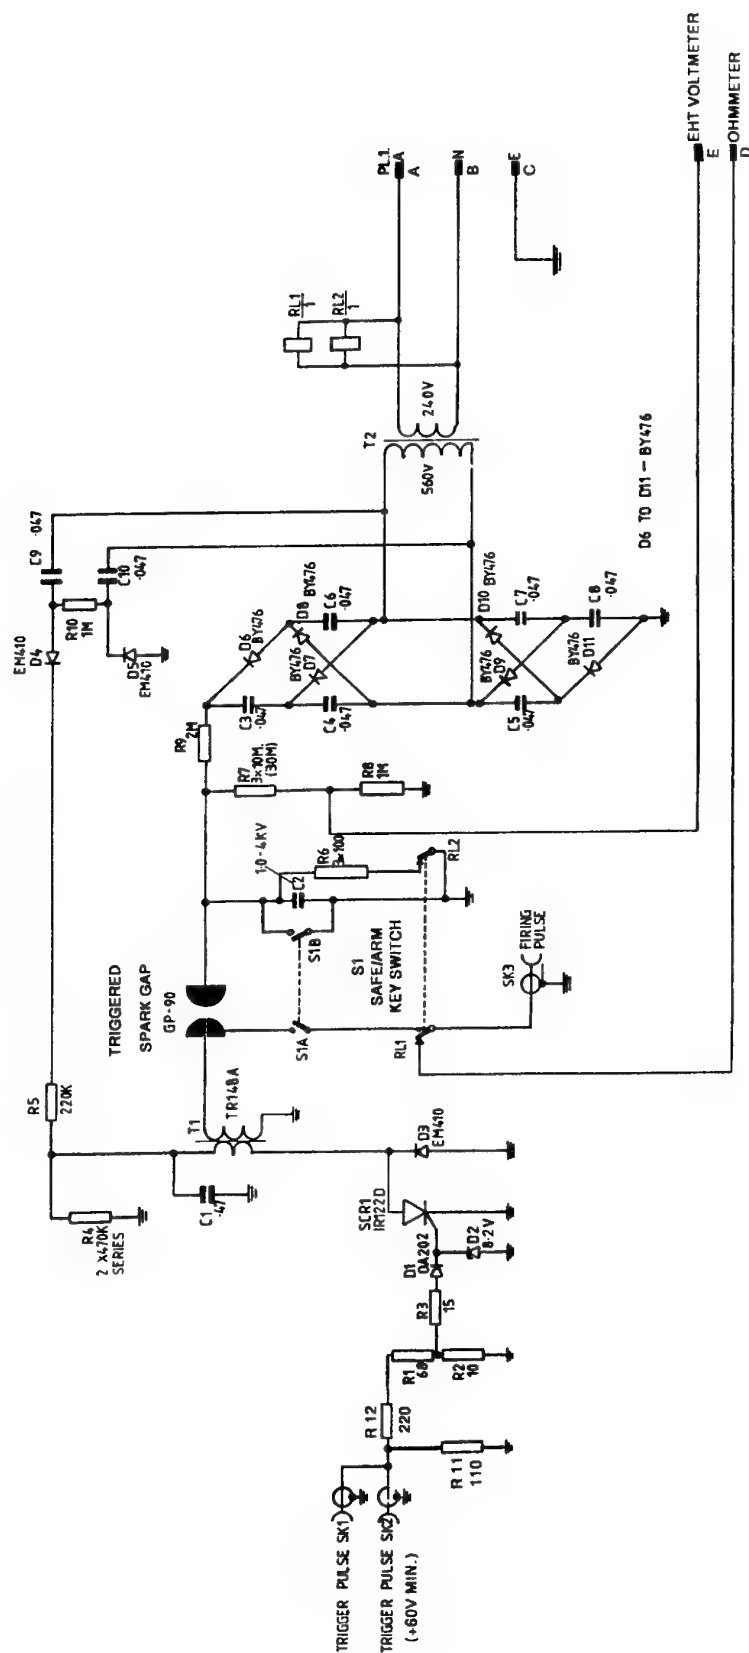 TRIGGER PULSE SK1
TRIGGER PULSE SK2
(+60V MIN.)
R 11
110
R 12
220
R1
68
R2
10
R3
15
D1
OA202
D2
8·2V
SCR1
IR122D
D3
EM410
R4
2 X470K
SERIES
C1
·47
R5
220K
T1
TR148A
TRIGGERED
SPARK GAP
GP-90
S1A
S1B
S1
SAFE/ARM
KEY SWITCH
RL1
RL2
SK3
FIRING
PULSE
1·0-4KV
C2
R6
3×100
R7
3×10M.
(30M)
R8
1M
R9
2M
EM410
D4
C9 ·047
R10
1M
C10
·047
D5
EM410
D6
BY476
C3
·047
BY476
D7
D8
BY476
C4
·047
C6
·047
BY476
D9
D10
BY476
C5
·047
C7
·047
BY476
D11
C8
·047
T2
560V
240V
RL1
1
RL2
1
PL1
A
A
N
B
E
C
D6 TO D11 — BY476
EHT VOLTMETER
E
OHMMETER
D